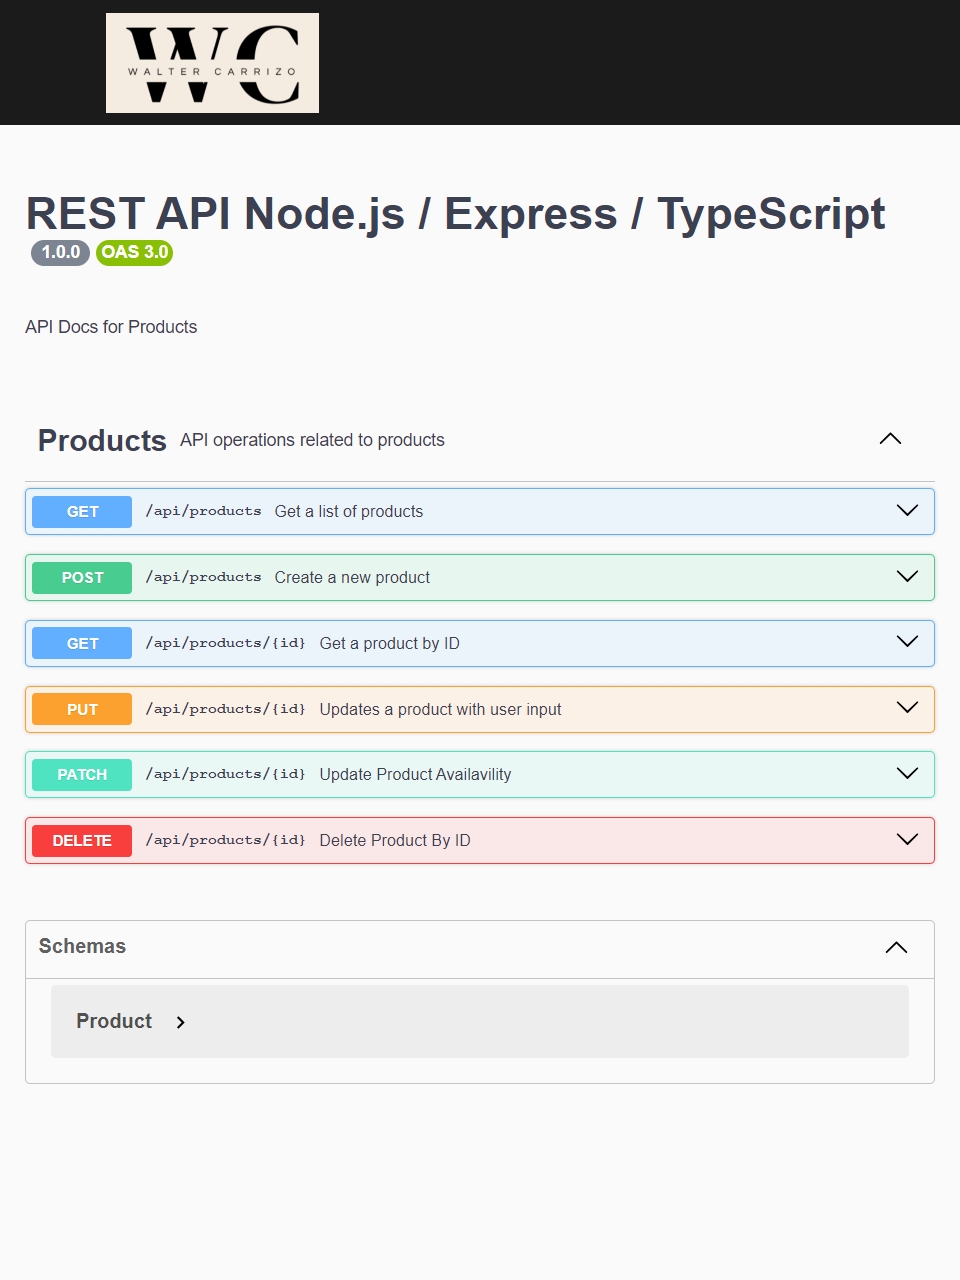 WC
WALTER CARRIZO
REST API Node.js / Express / TypeScript
1.0.0 OAS 3.0
API Docs for Products
Products API operations related to products
GET /api/products Get a list of products
POST /api/products Create a new product
GET /api/products/{id} Get a product by ID
PUT /api/products/{id} Updates a product with user input
PATCH /api/products/{id} Update Product Availavility
DELETE /api/products/{id} Delete Product By ID
Schemas
Product